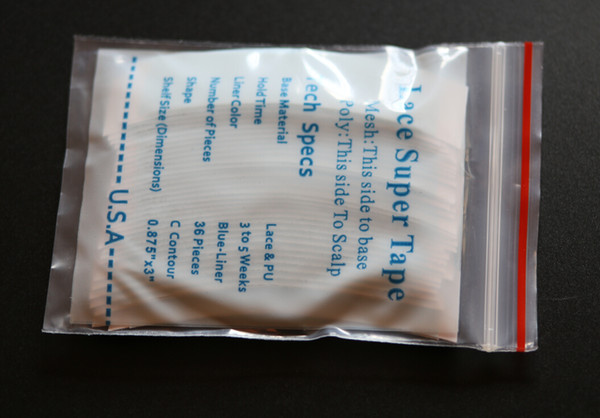 Lace Super Tape
Mesh: This side to base
Poly: This side To Scalp
Tech Specs
Base Material Lace & PU
Hold Time 3 to 5 Weeks
Liner Color Blue-Liner
Number of Pieces 36 Pieces
Shape C Contour
Shelf Size (Dimensions) 0.875"x3"
U.S.A